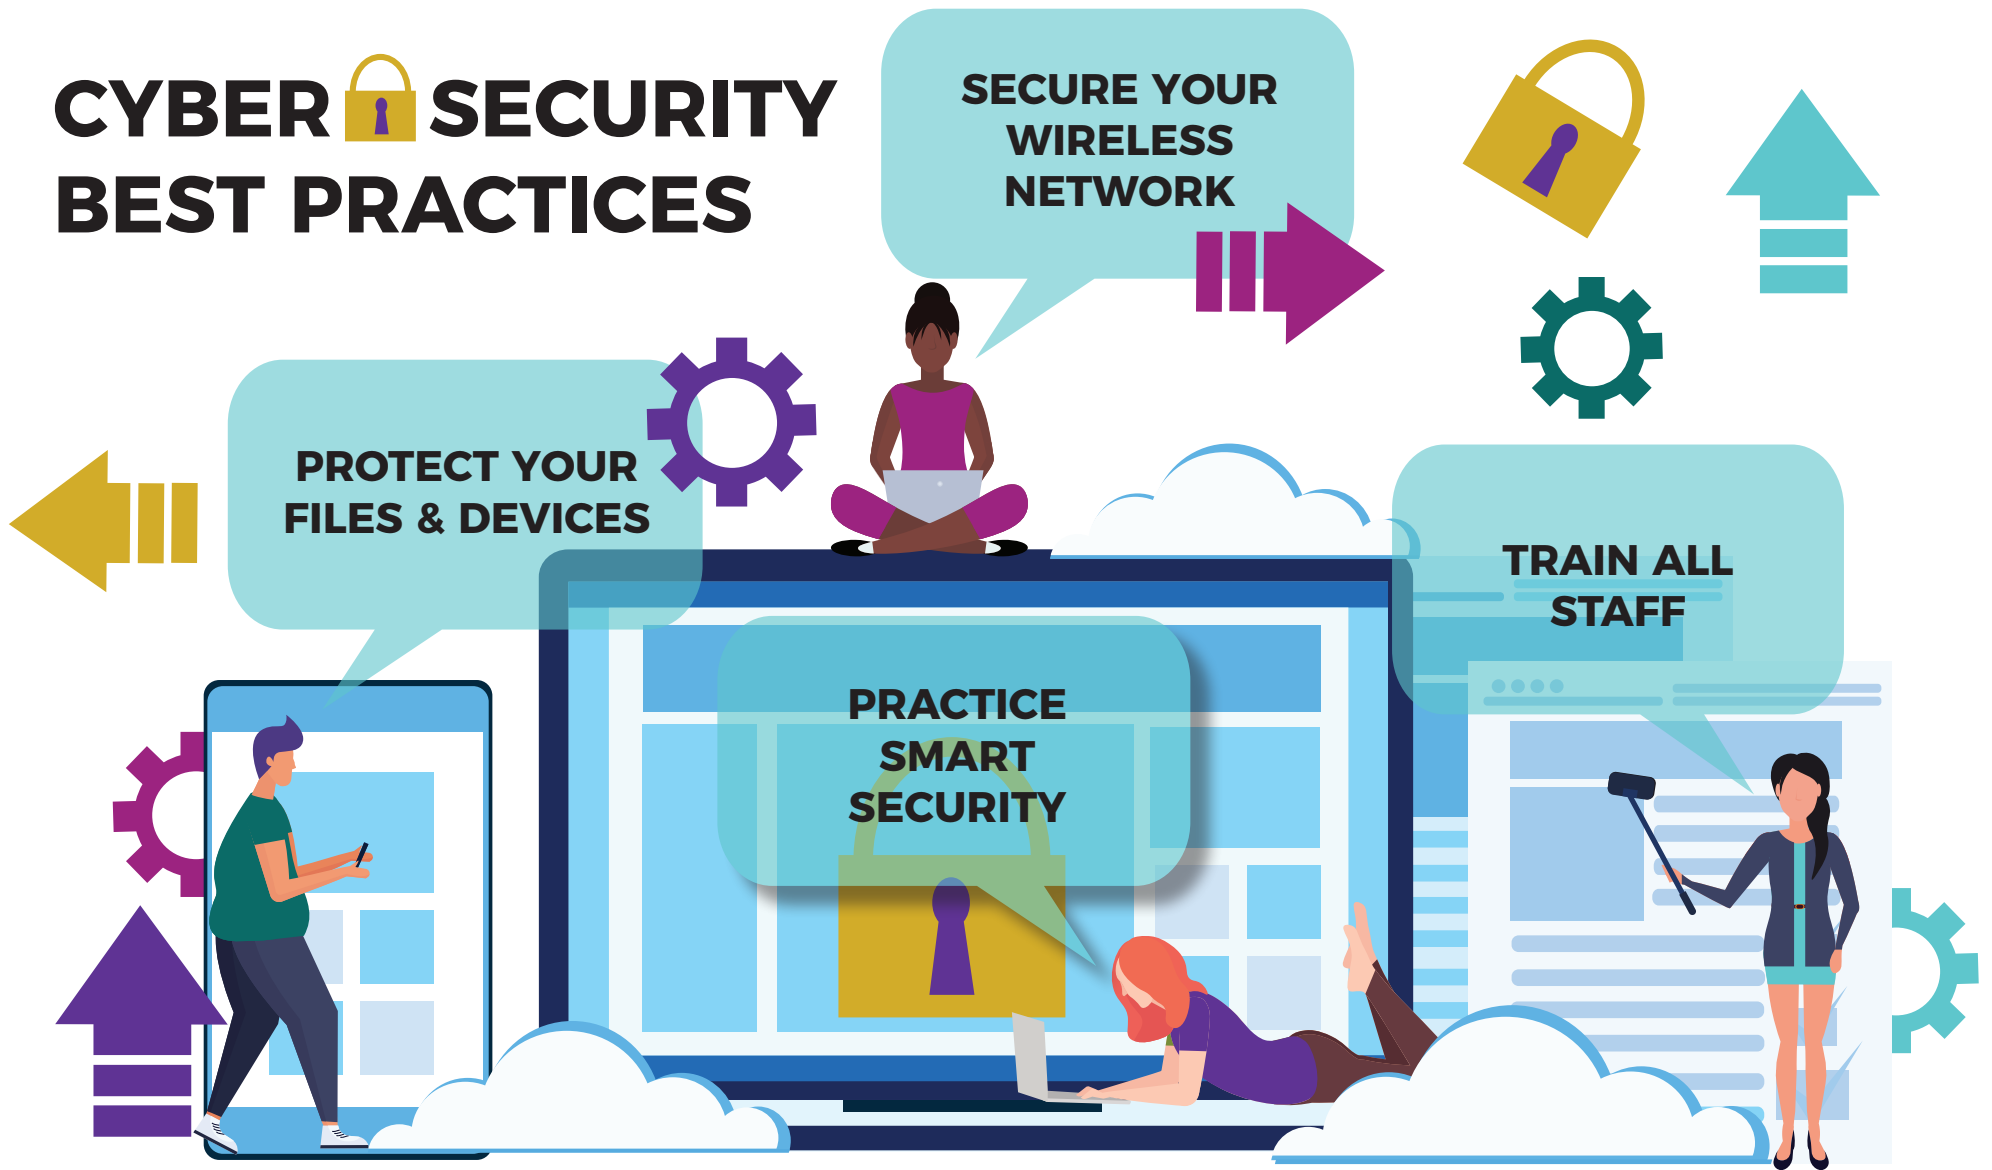 CYBER SECURITY
BEST PRACTICES
SECURE YOUR
WIRELESS
NETWORK
PROTECT YOUR
FILES & DEVICES
TRAIN ALL
STAFF
PRACTICE
SMART
SECURITY